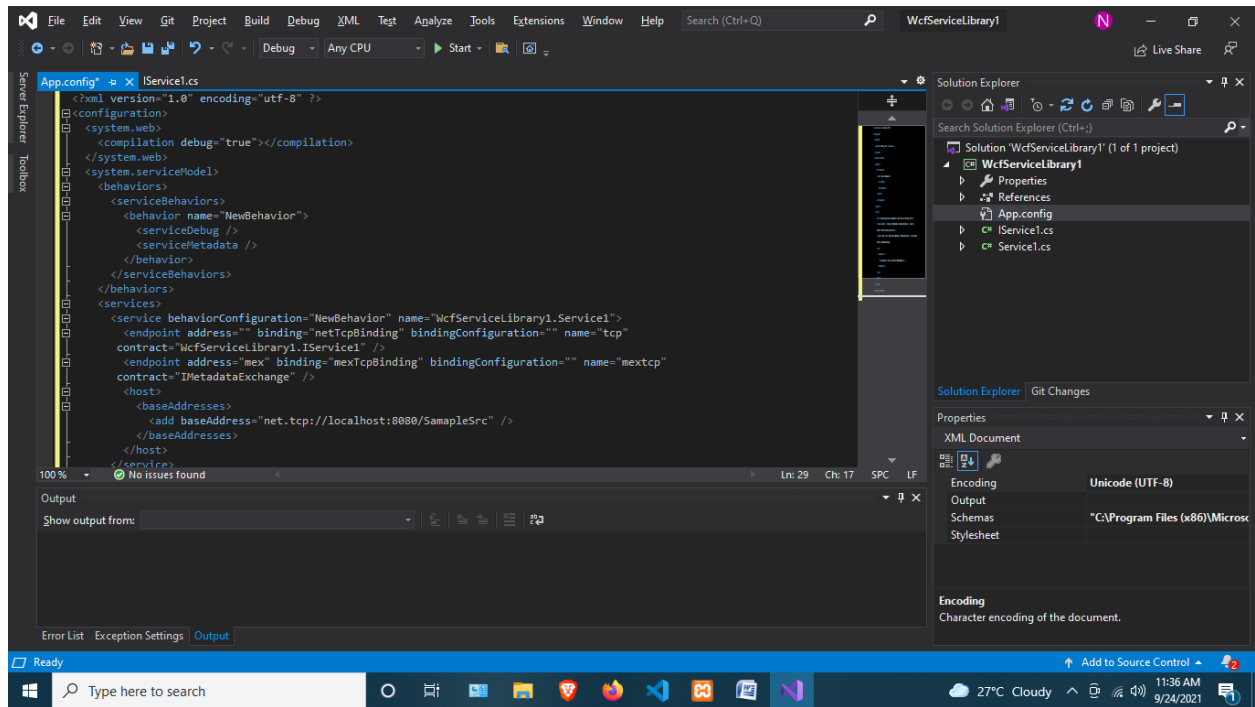 File Edit View Git Project Build Debug XML Test Analyze Tools Extensions Window Help Search (Ctrl+Q) WcfServiceLibrary1 N
Debug Any CPU Start Live Share
Server Explorer
Toolbox
App.config* IService1.cs
<?xml version="1.0" encoding="utf-8" ?>
<configuration>
<system.web>
<compilation debug="true"></compilation>
</system.web>
<system.serviceModel>
<behaviors>
<serviceBehaviors>
<behavior name="NewBehavior">
<serviceDebug />
<serviceMetadata />
</behavior>
</serviceBehaviors>
</behaviors>
<services>
<service behaviorConfiguration="NewBehavior" name="WcfServiceLibrary1.Service1">
<endpoint address="" binding="netTcpBinding" bindingConfiguration="" name="tcp"
contract="WcfServiceLibrary1.IService1" />
<endpoint address="mex" binding="mexTcpBinding" bindingConfiguration="" name="mextcp"
contract="IMetadataExchange" />
<host>
<baseAddresses>
<add baseAddress="net.tcp://localhost:8080/SamapleSrc" />
</baseAddresses>
</host>
</service>
100 % No issues found Ln: 29 Ch: 17 SPC LF
Output
Show output from:
Error List Exception Settings Output
Solution Explorer
Search Solution Explorer (Ctrl+;)
Solution 'WcfServiceLibrary1' (1 of 1 project)
WcfServiceLibrary1
Properties
References
App.config
C# IService1.cs
C# Service1.cs
Solution Explorer Git Changes
Properties
XML Document
Encoding Unicode (UTF-8)
Output
Schemas "C:\Program Files (x86)\Microsc
Stylesheet
Encoding
Character encoding of the document.
Ready Add to Source Control 2
Type here to search 27°C Cloudy 11:36 AM
9/24/2021 1